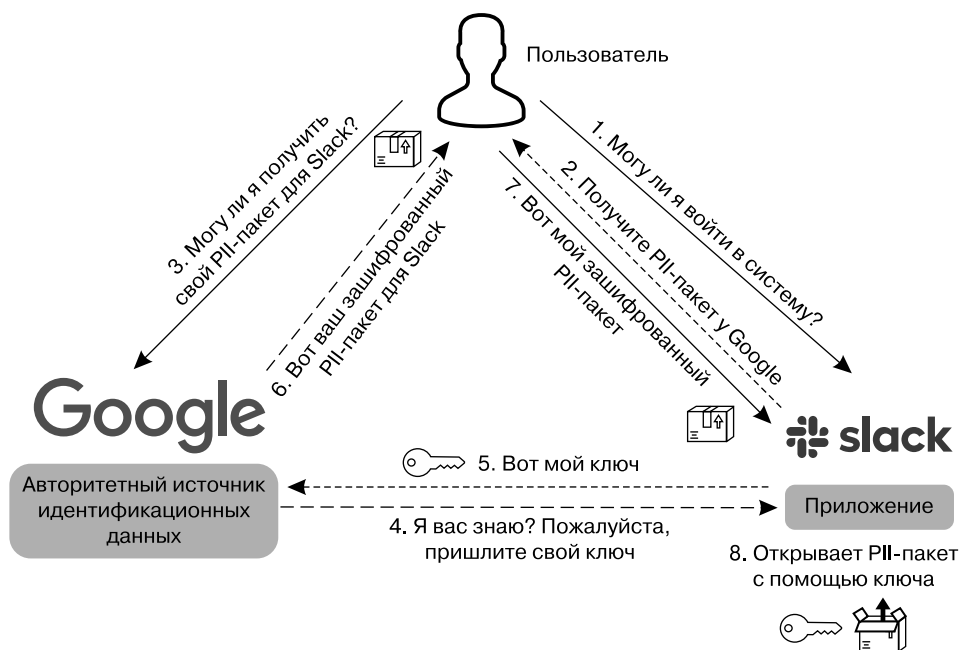 Пользователь
1. Могу ли я войти в систему?
2. Получите PII-пакет у Google
3. Могу ли я получить
свой PII-пакет для Slack?
6. Вот ваш зашифрованный
PII-пакет для Slack
7. Вот мой зашифрованный
PII-пакет
Google
slack
Авторитетный источник
идентификационных
данных
5. Вот мой ключ
4. Я вас знаю? Пожалуйста,
пришлите свой ключ
Приложение
8. Открывает PII-пакет
с помощью ключа